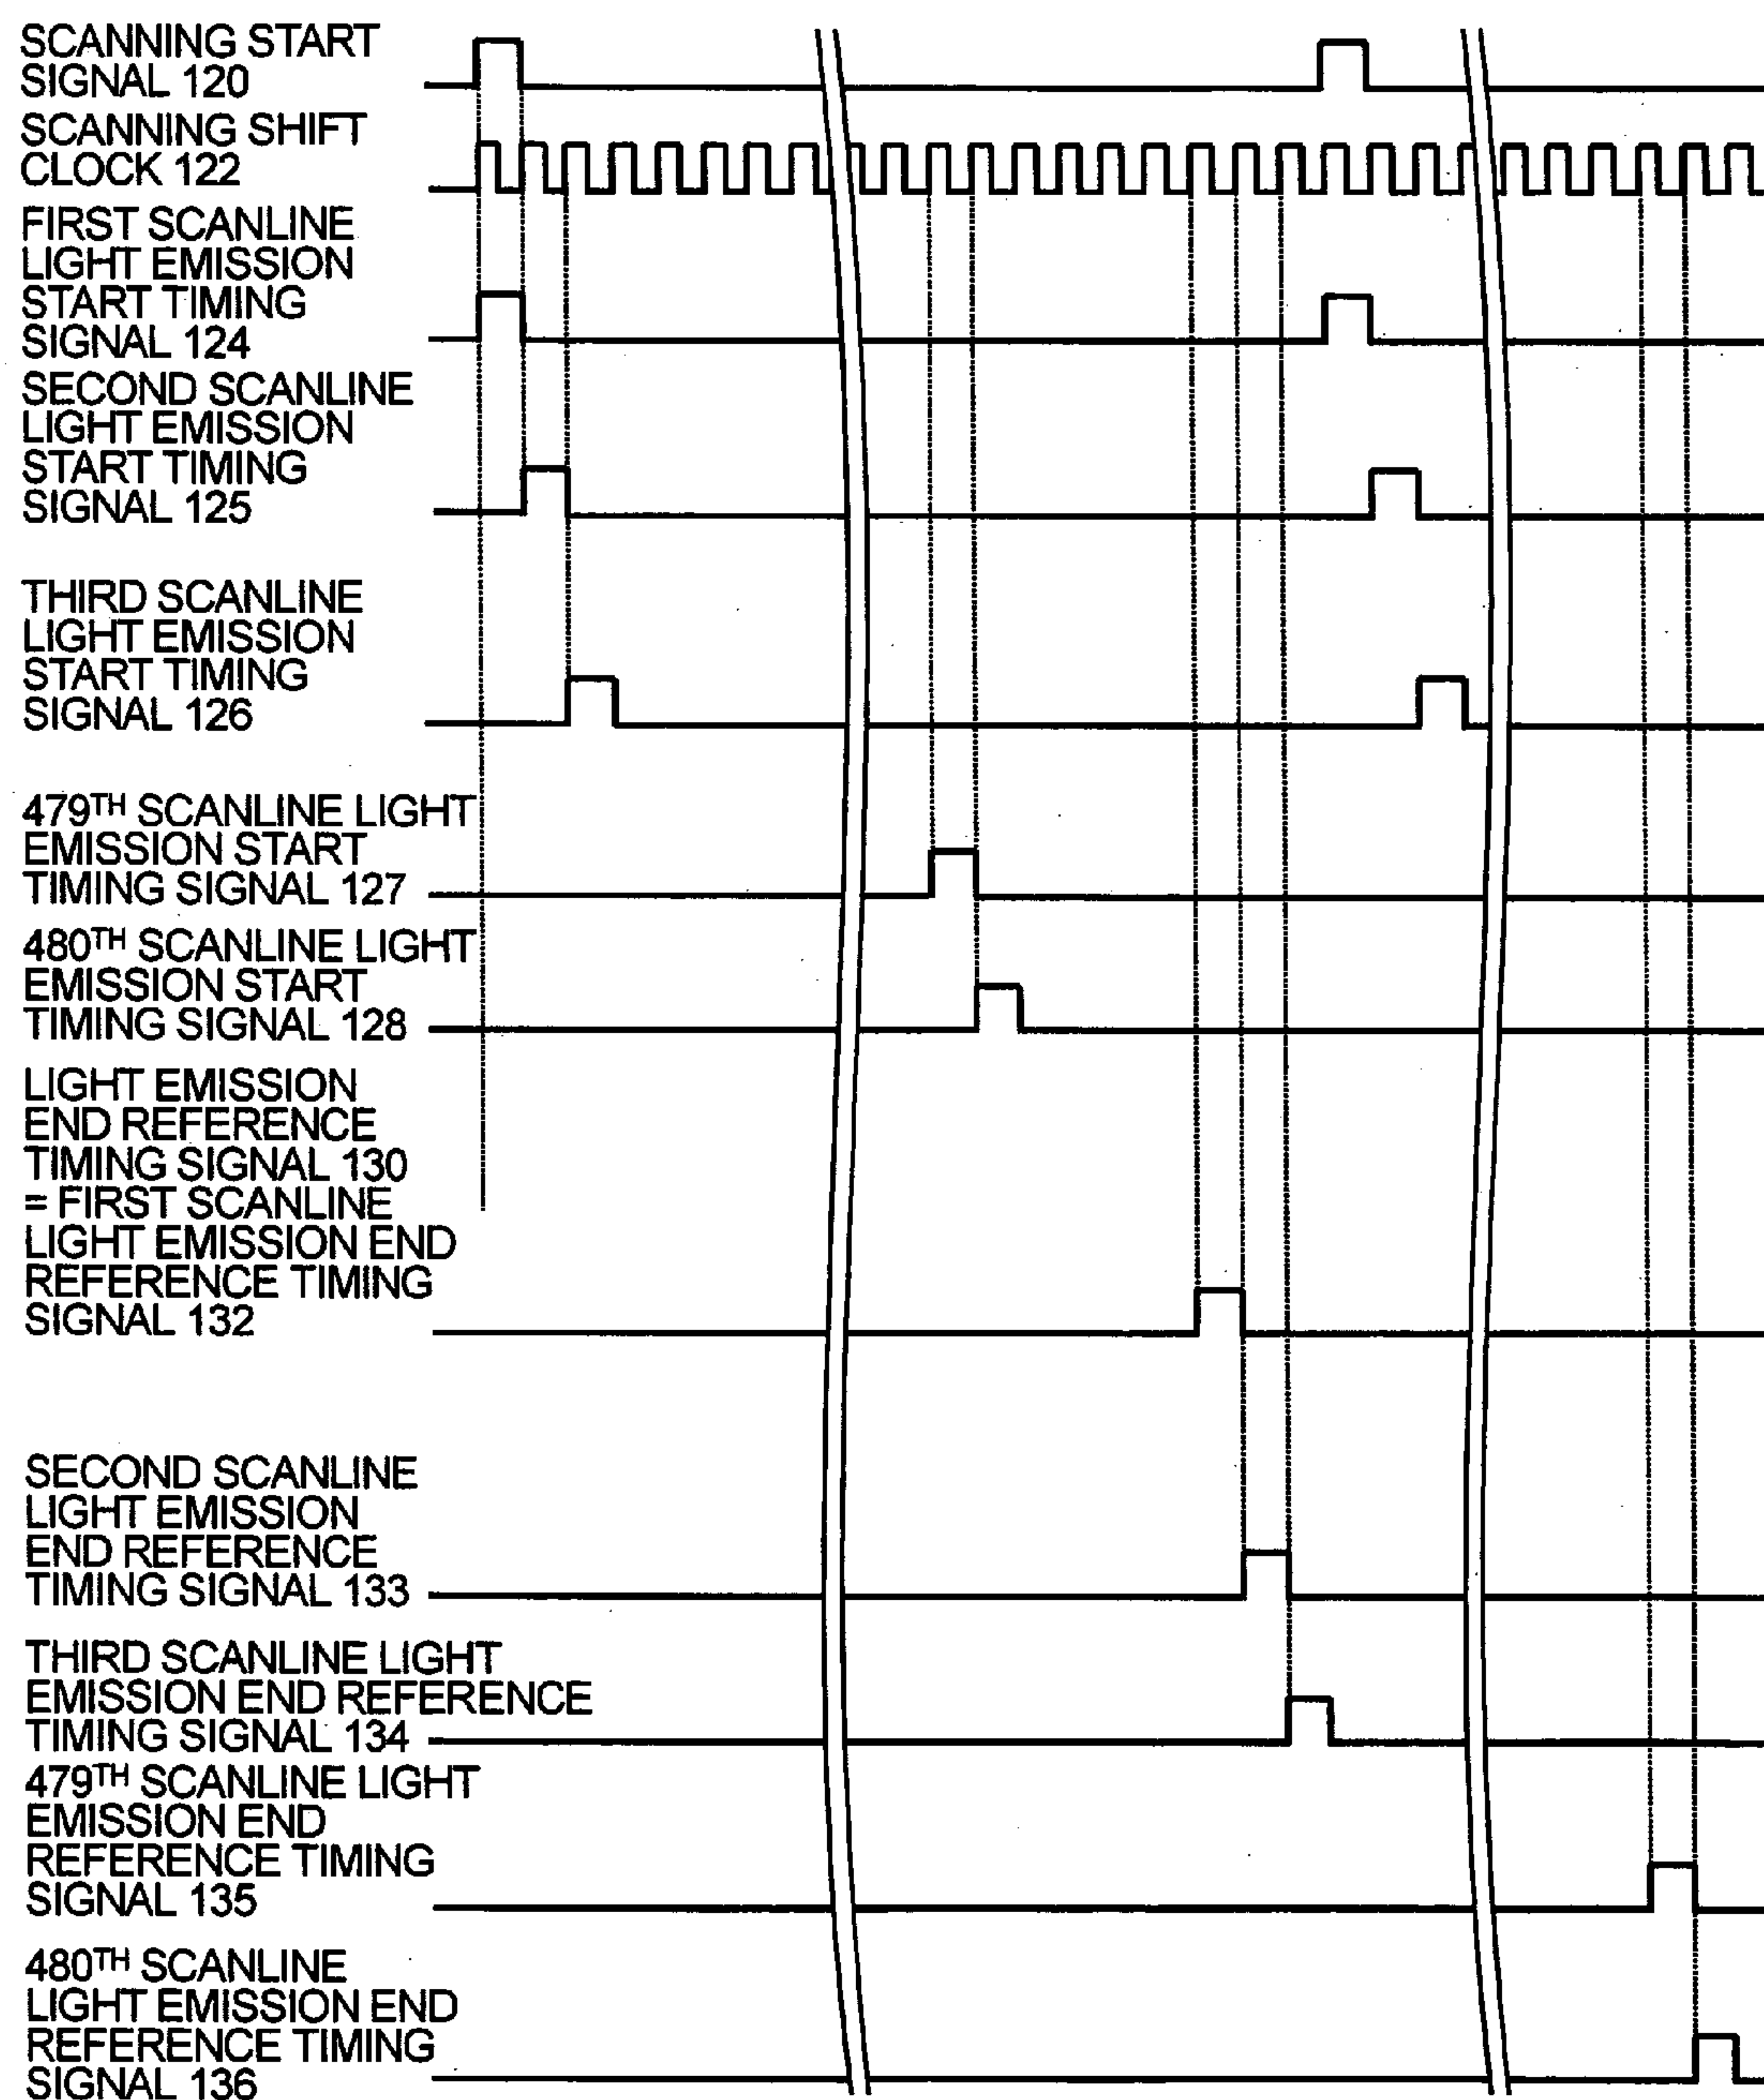 SCANNING START
SIGNAL 120
SCANNING SHIFT
CLOCK 122
FIRST SCANLINE
LIGHT EMISSION
START TIMING
SIGNAL 124
SECOND SCANLINE
LIGHT EMISSION
START TIMING
SIGNAL 125
THIRD SCANLINE
LIGHT EMISSION
START TIMING
SIGNAL 126
479TH SCANLINE LIGHT
EMISSION START
TIMING SIGNAL 127
480TH SCANLINE LIGHT
EMISSION START
TIMING SIGNAL 128
LIGHT EMISSION
END REFERENCE
TIMING SIGNAL 130
= FIRST SCANLINE
LIGHT EMISSION END
REFERENCE TIMING
SIGNAL 132
SECOND SCANLINE
LIGHT EMISSION
END REFERENCE
TIMING SIGNAL 133
THIRD SCANLINE LIGHT
EMISSION END REFERENCE
TIMING SIGNAL 134
479TH SCANLINE LIGHT
EMISSION END
REFERENCE TIMING
SIGNAL 135
480TH SCANLINE
LIGHT EMISSION END
REFERENCE TIMING
SIGNAL 136